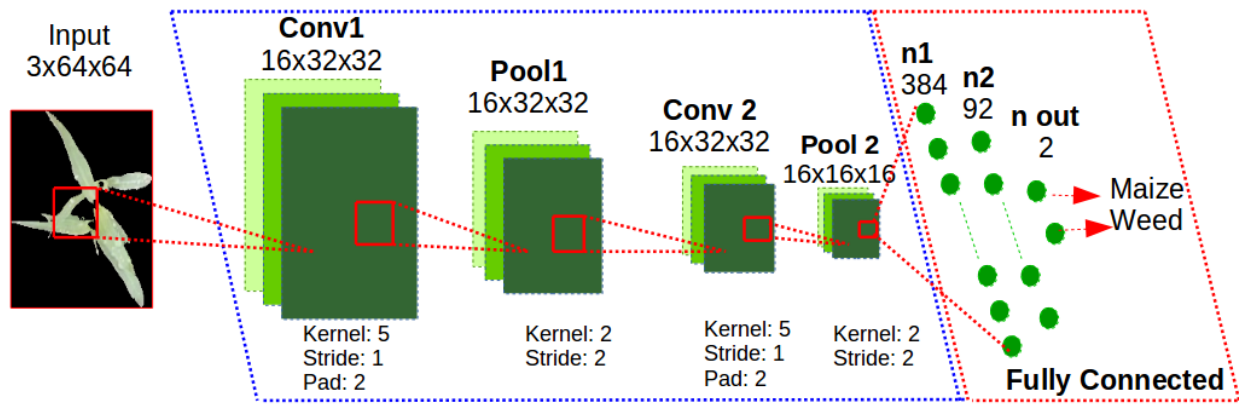 Input
3x64x64
Conv1
16x32x32
Kernel: 5
Stride: 1
Pad: 2
Pool1
16x32x32
Kernel: 2
Stride: 2
Conv 2
16x32x32
Kernel: 5
Stride: 1
Pad: 2
Pool 2
16x16x16
Kernel: 2
Stride: 2
n1
384
n2
92
n out
2
Maize
Weed
Fully Connected